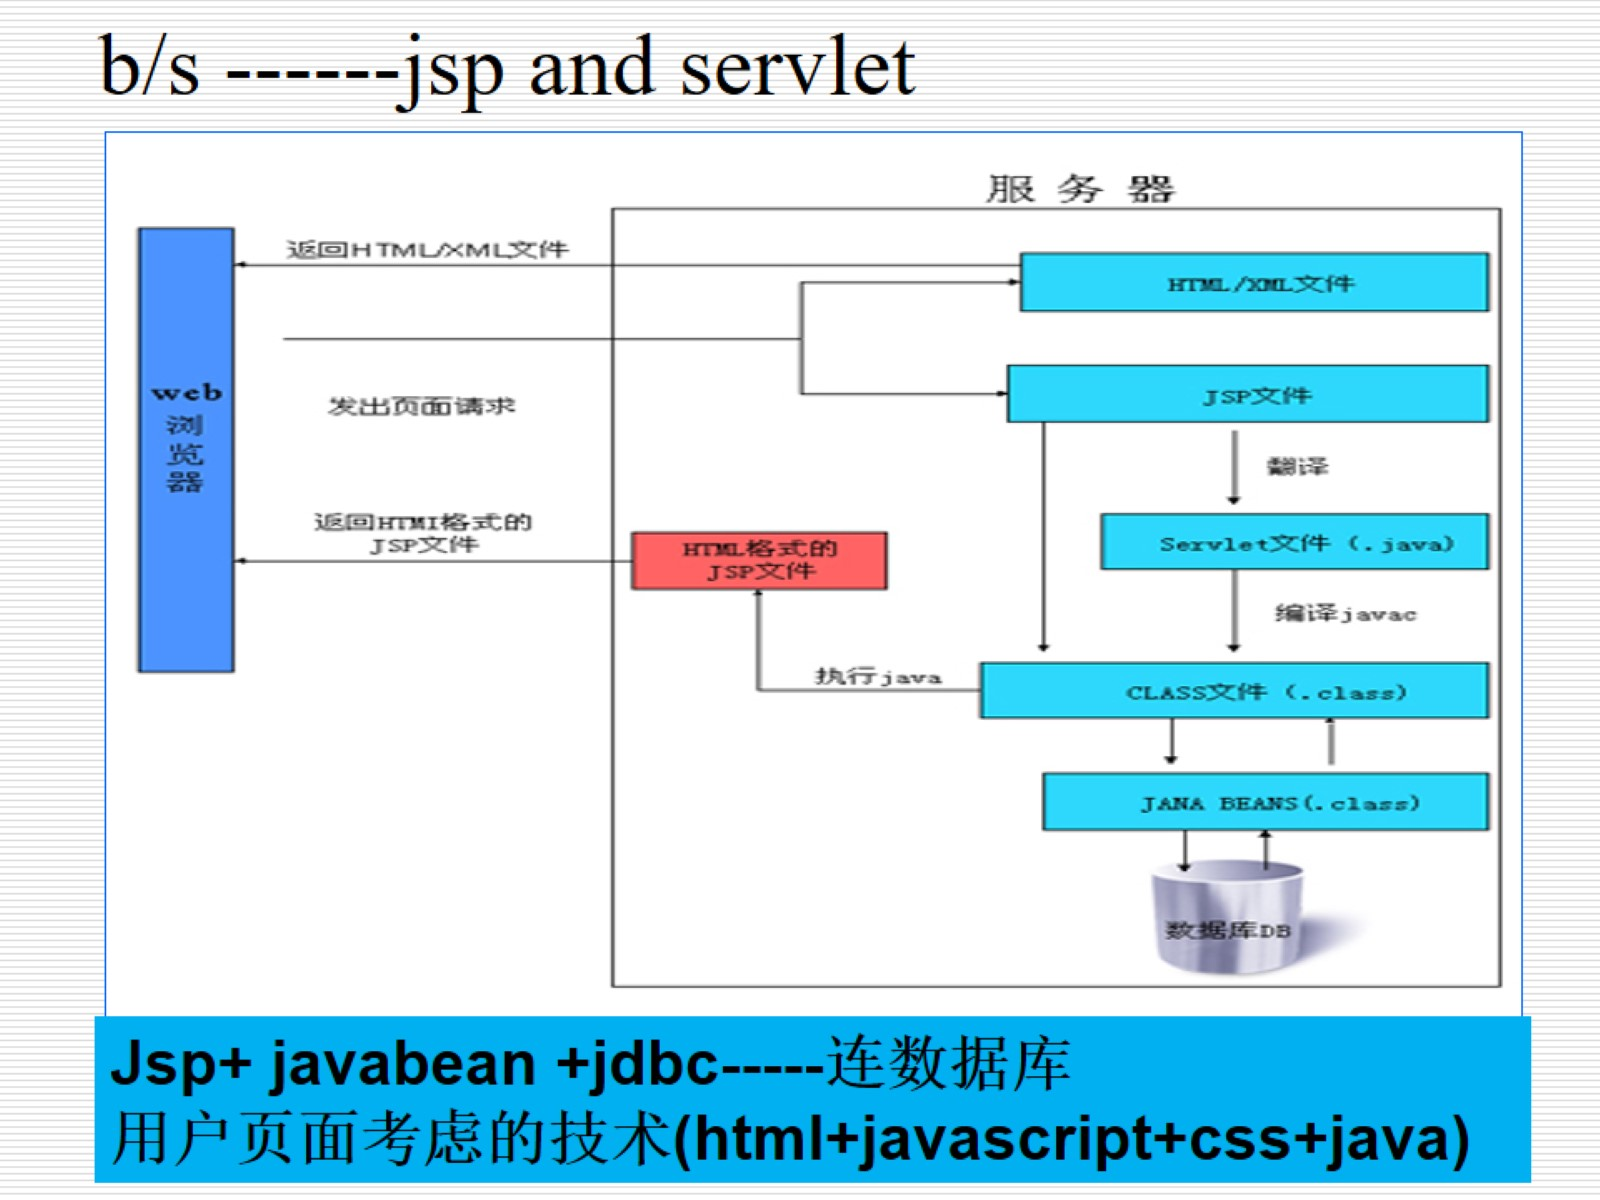 b/s ------jsp and servlet
服务器
返回HTML/XML文件
HTML/XML文件
发出页面请求
JSP文件
web
浏
览
器
翻译
返回HTMI格式的
JSP文件
HTML格式的
JSP文件
Servlet文件 (.java)
编译javac
执行java
CLASS文件 (.class)
JANA BEANS(.class)
数据库DB
Jsp+ javabean +jdbc-----连数据库
用户页面考虑的技术(html+javascript+css+java)